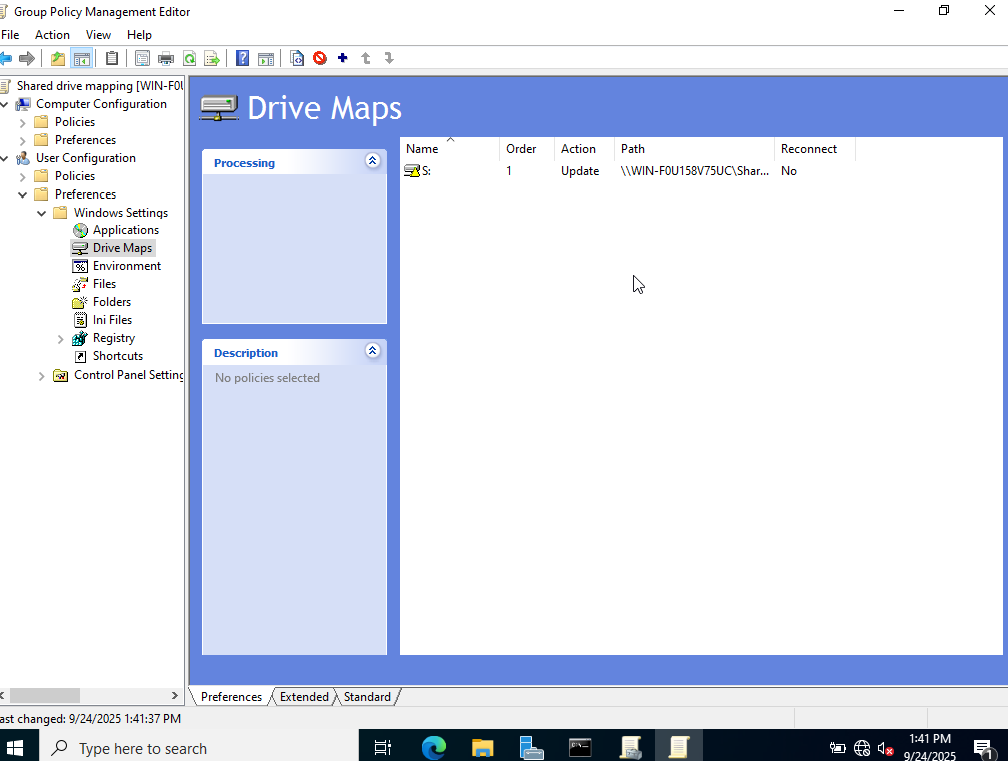 Group Policy Management Editor
File Action View Help
Shared drive mapping [WIN-F0U
Computer Configuration
Policies
Preferences
User Configuration
Policies
Preferences
Windows Settings
Applications
Drive Maps
Environment
Files
Folders
Ini Files
Registry
Shortcuts
Control Panel Setting
Drive Maps
Processing
Description
No policies selected
Name Order Action Path Reconnect
S: 1 Update \\WIN-F0U158V75UC\Shar... No
Preferences Extended Standard
ast changed: 9/24/2025 1:41:37 PM
Type here to search
1:41 PM
9/24/2025
1